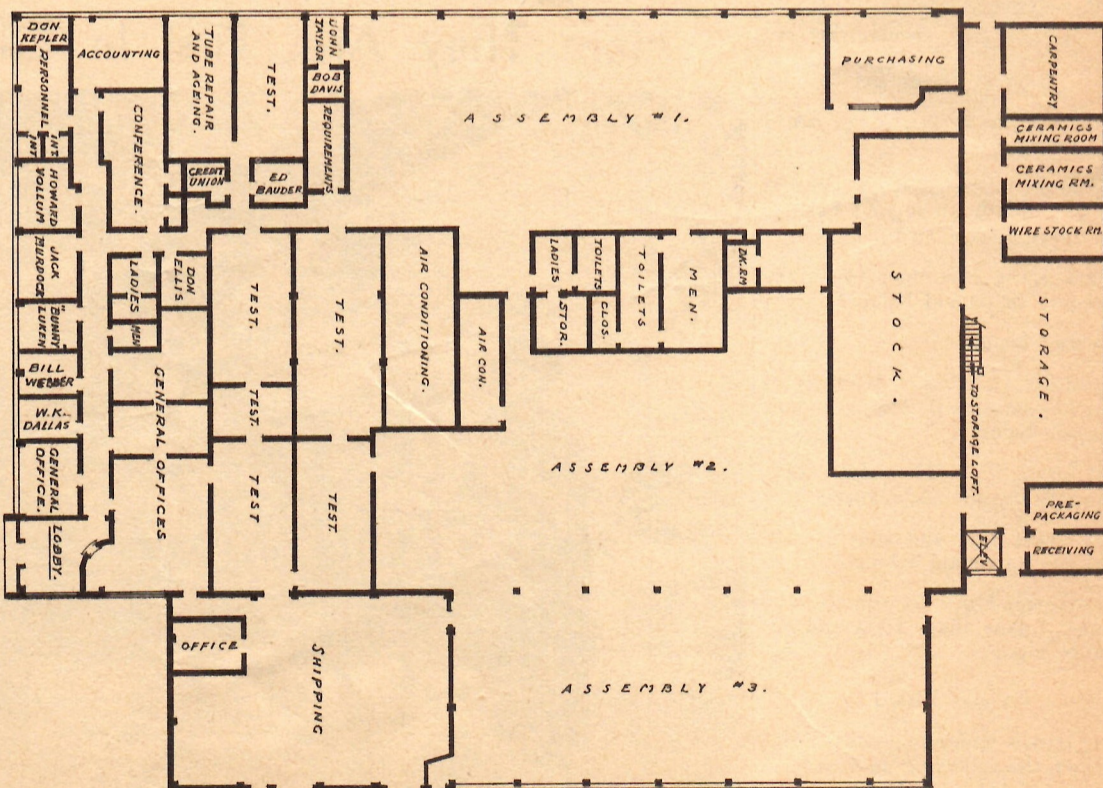 DON
KEPLER
PERSONNEL
INT
INT
HOWARD
VOLLUM
JACK
MURDOCK
"BUNNY"
LUKEN
BILL
WEBBER
W.K.
DALLAS
GENERAL
OFFICE.
LOBBY.
ACCOUNTING
CONFERENCE.
TUBE REPAIR
AND AGEING.
TEST.
JOHN
TAYLOR
BOB
DAVIS
REQUIREMENTS
CREDIT
UNION
ED
BAUDER
LADIES
DON
ELLIS
MEN
GENERAL OFFICES
TEST.
TEST.
TEST
TEST.
TEST.
AIR CONDITIONING.
AIR CON.
ASSEMBLY #1.
LADIES
TOILETS
STOR.
CLOS.
TOILETS
MEN.
DK.RM
PURCHASING
STOCK.
ASSEMBLY #2.
ASSEMBLY #3.
OFFICE
SHIPPING
CARPENTRY
CERAMICS
MIXING ROOM
CERAMICS
MIXING RM.
WIRE STOCK RM.
STORAGE.
TO STORAGE LOFT.
PRE-
PACKAGING
RECEIVING
ELEV